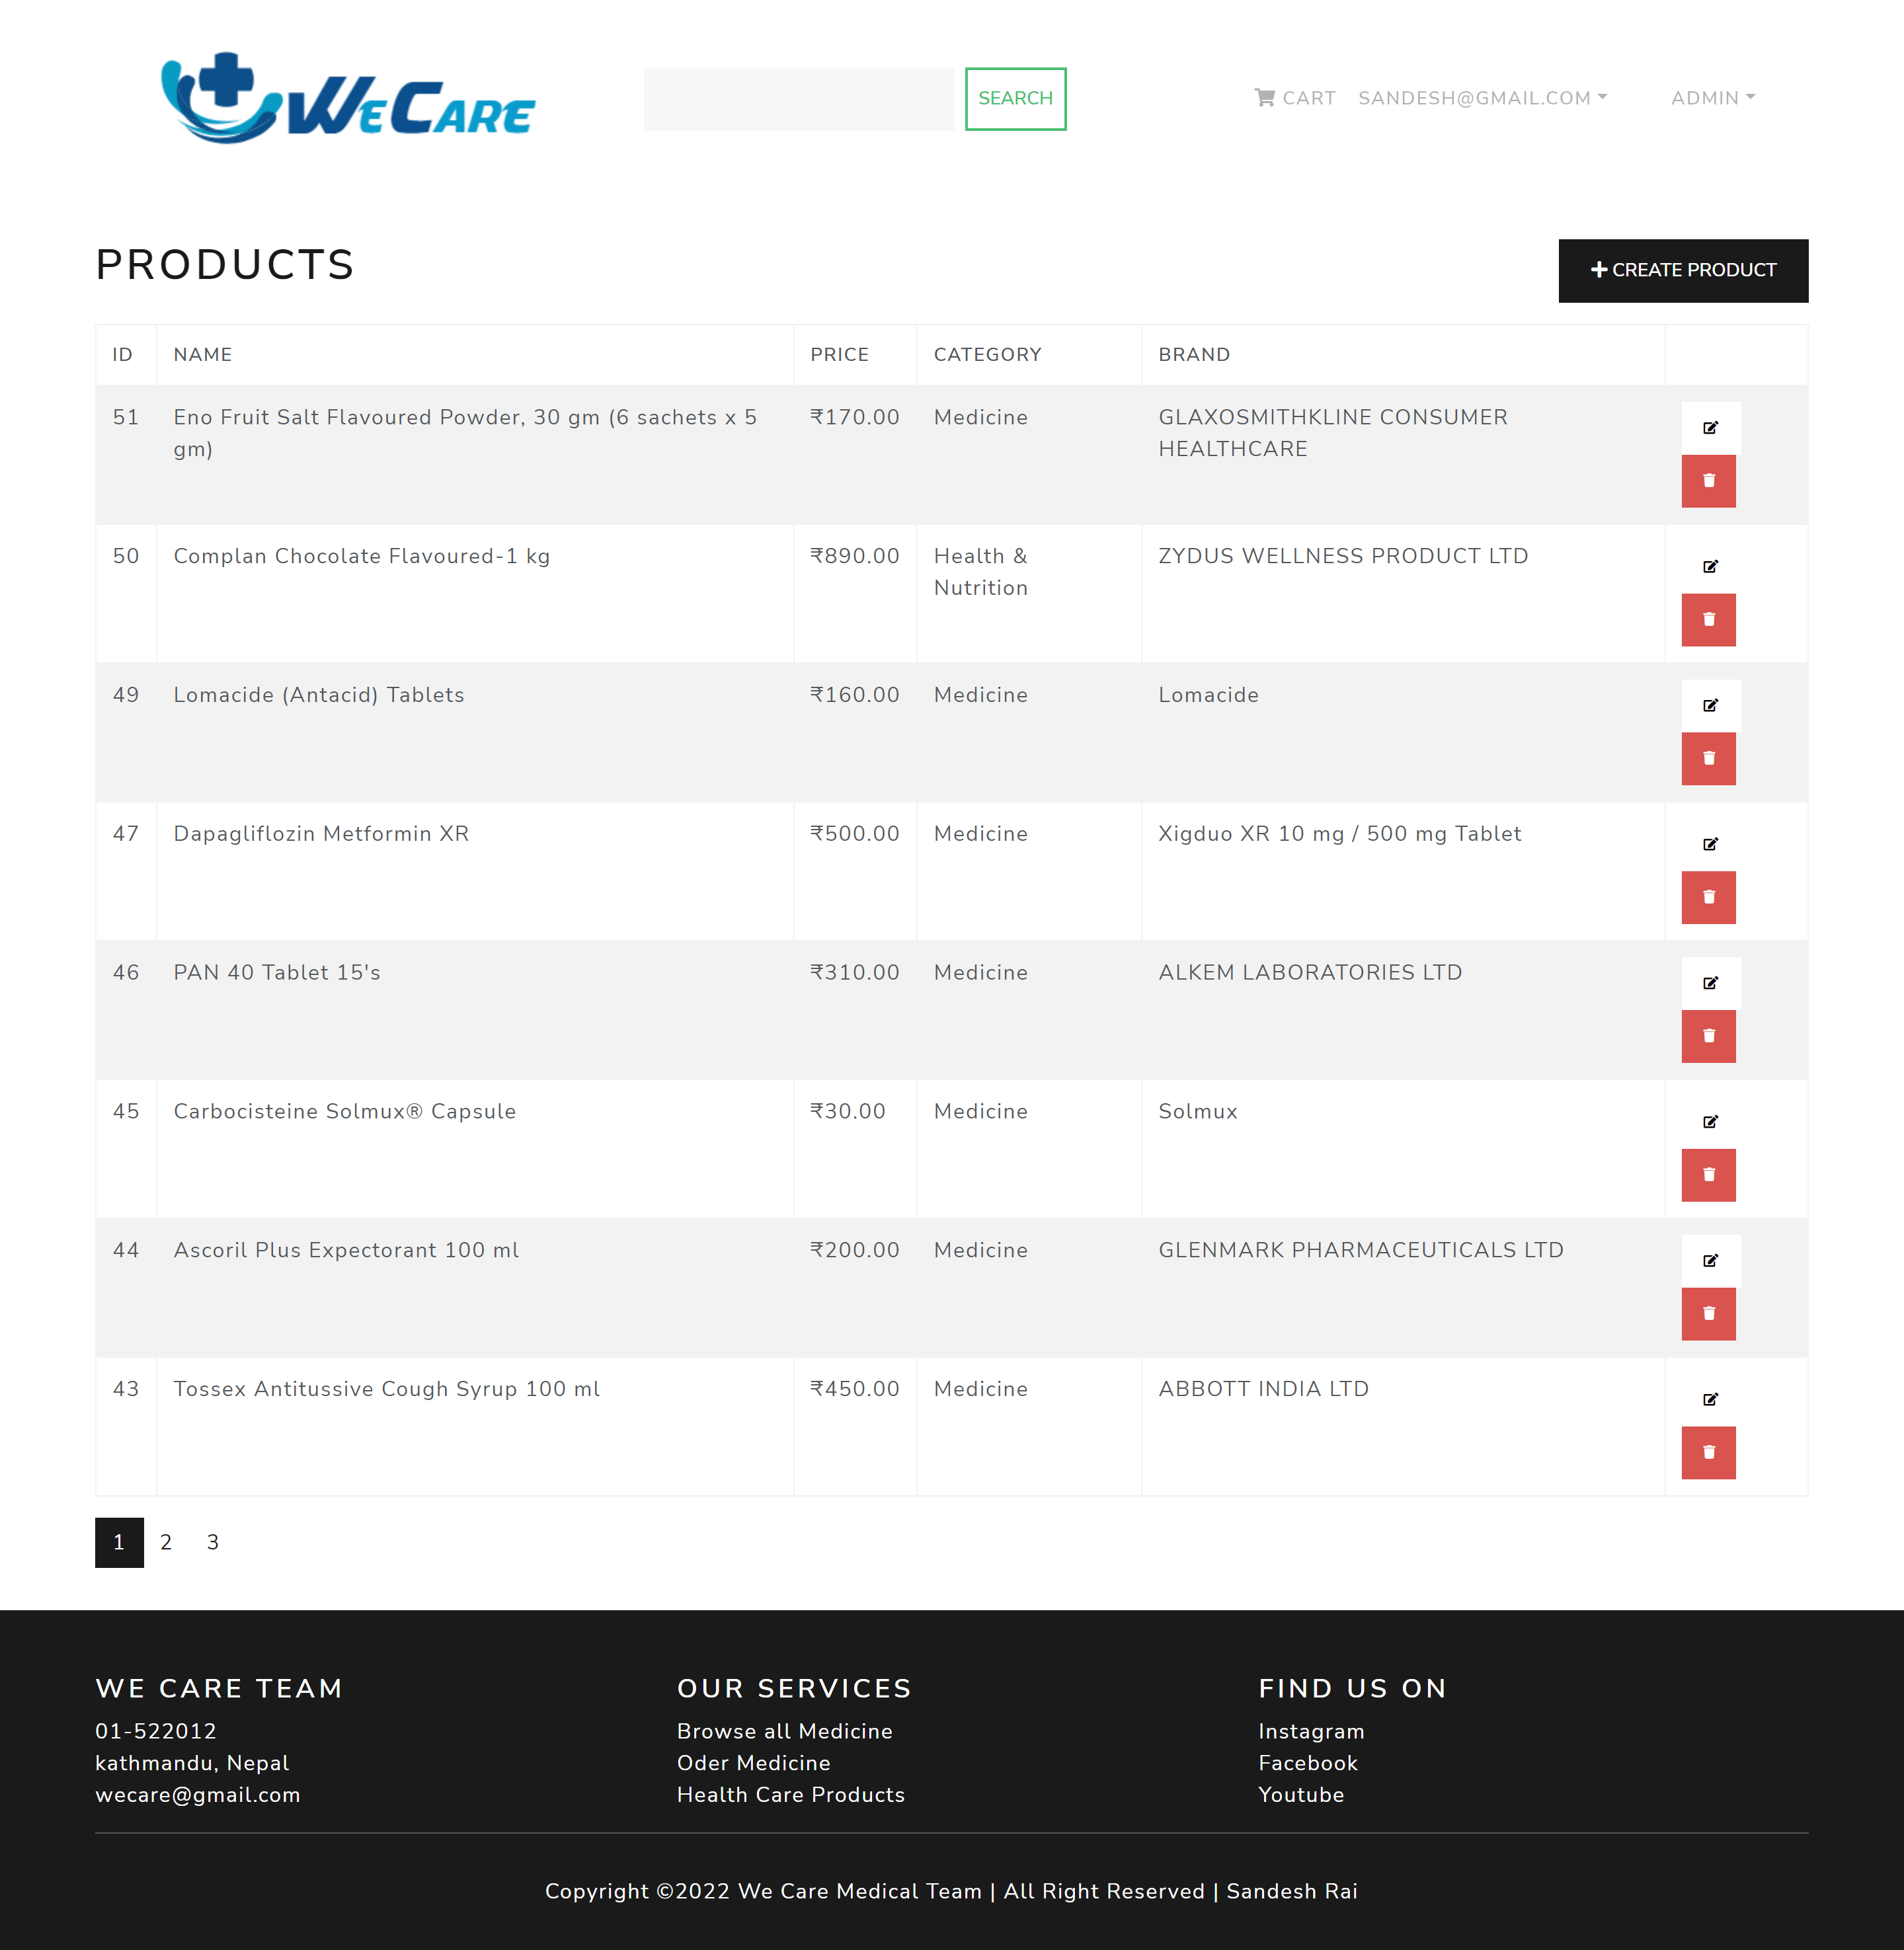 WeCare
SEARCH
CART
SANDESH@GMAIL.COM
ADMIN
PRODUCTS
CREATE PRODUCT
ID NAME PRICE CATEGORY BRAND
51 Eno Fruit Salt Flavoured Powder, 30 gm (6 sachets x 5 ₹170.00 Medicine GLAXOSMITHKLINE CONSUMER
gm) HEALTHCARE
50 Complan Chocolate Flavoured-1 kg ₹890.00 Health & ZYDUS WELLNESS PRODUCT LTD
Nutrition
49 Lomacide (Antacid) Tablets ₹160.00 Medicine Lomacide
47 Dapagliflozin Metformin XR ₹500.00 Medicine Xigduo XR 10 mg / 500 mg Tablet
46 PAN 40 Tablet 15's ₹310.00 Medicine ALKEM LABORATORIES LTD
45 Carbocisteine Solmux® Capsule ₹30.00 Medicine Solmux
44 Ascoril Plus Expectorant 100 ml ₹200.00 Medicine GLENMARK PHARMACEUTICALS LTD
43 Tossex Antitussive Cough Syrup 100 ml ₹450.00 Medicine ABBOTT INDIA LTD
1 2 3
WE CARE TEAM
01-522012
kathmandu, Nepal
wecare@gmail.com
OUR SERVICES
Browse all Medicine
Oder Medicine
Health Care Products
FIND US ON
Instagram
Facebook
Youtube
Copyright ©2022 We Care Medical Team | All Right Reserved | Sandesh Rai